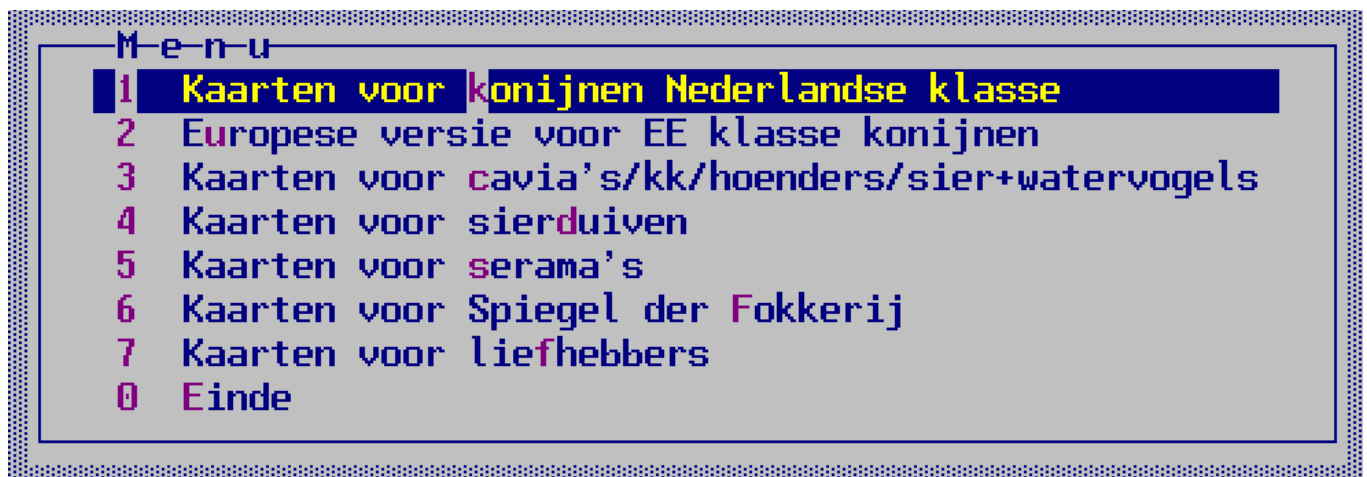 Menu
1 Kaarten voor konijnen Nederlandse klasse
2 Europese versie voor EE klasse konijnen
3 Kaarten voor cavia's/kk/hoenders/sier+watervogels
4 Kaarten voor sierduiven
5 Kaarten voor serama's
6 Kaarten voor Spiegel der Fokkerij
7 Kaarten voor liefhebbers
0 Einde